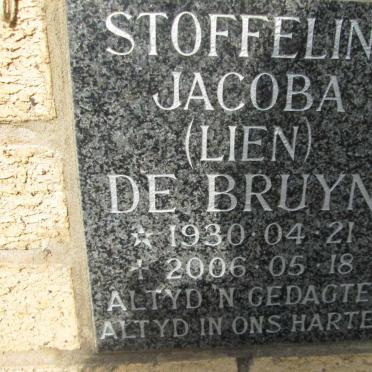 STOFFELIN
JACOBA
(LIEN)
DE BRUYN
☆ 1930·04·21
✝ 2006·05·18
ALTYD 'N GEDAGTE
ALTYD IN ONS HARTE